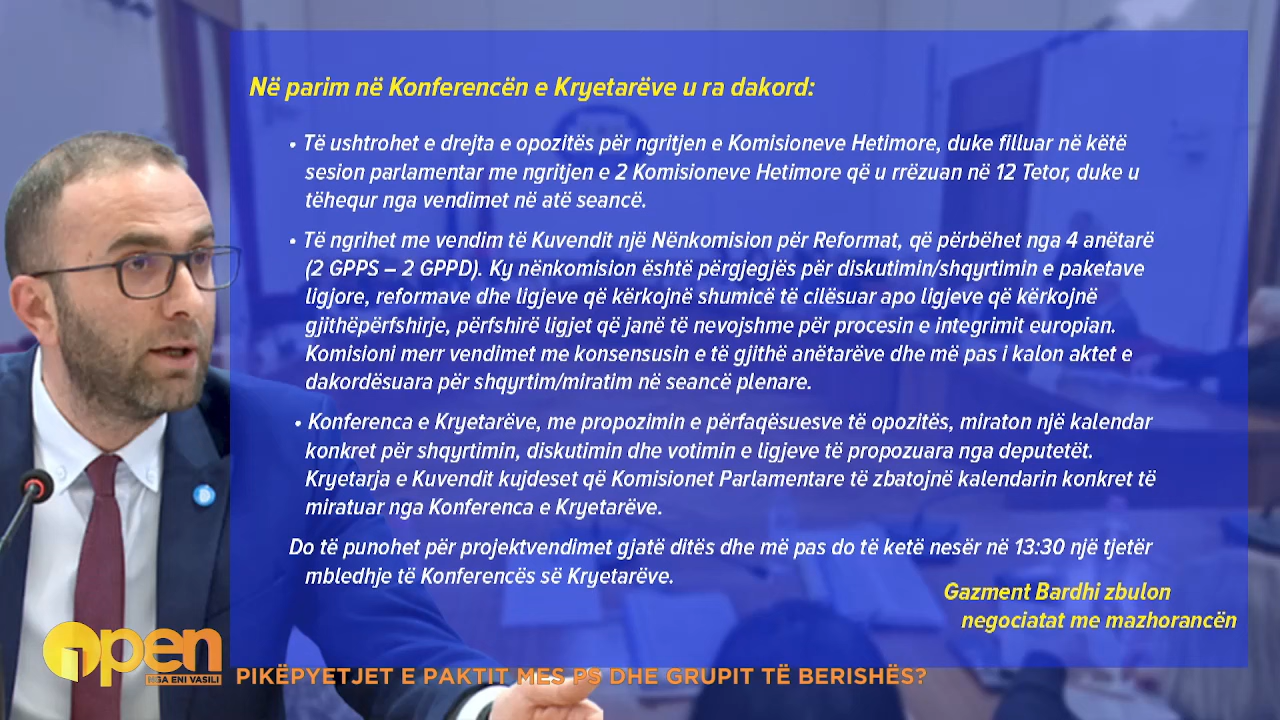 Në parim në Konferencën e Kryetarëve u ra dakord:
• Të ushtrohet e drejta e opozitës për ngritjen e Komisioneve Hetimore, duke filluar në këtë
sesion parlamentar me ngritjen e 2 Komisioneve Hetimore që u rrëzuan në 12 Tetor, duke u
tëhequr nga vendimet në atë seancë.
• Të ngrihet me vendim të Kuvendit një Nënkomision për Reformat, që përbëhet nga 4 anëtarë
(2 GPPS – 2 GPPD). Ky nënkomision është përgjegjës për diskutimin/shqyrtimin e paketave
ligjore, reformave dhe ligjeve që kërkojnë shumicë të cilësuar apo ligjeve që kërkojnë
gjithëpërfshirje, përfshirë ligjet që janë të nevojshme për procesin e integrimit europian.
Komisioni merr vendimet me konsensusin e të gjithë anëtarëve dhe më pas i kalon aktet e
dakordësuara për shqyrtim/miratim në seancë plenare.
• Konferenca e Kryetarëve, me propozimin e përfaqësuesve të opozitës, miraton një kalendar
konkret për shqyrtimin, diskutimin dhe votimin e ligjeve të propozuara nga deputetët.
Kryetarja e Kuvendit kujdeset që Komisionet Parlamentare të zbatojnë kalendarin konkret të
miratuar nga Konferenca e Kryetarëve.
Do të punohet për projektvendimet gjatë ditës dhe më pas do të ketë nesër në 13:30 një tjetër
mbledhje të Konferencës së Kryetarëve.
Gazment Bardhi zbulon
negociatat me mazhorancën
open
NGA ENI VASILI
PIKËPYETJET E PAKTIT MES PS DHE GRUPIT TË BERISHËS?